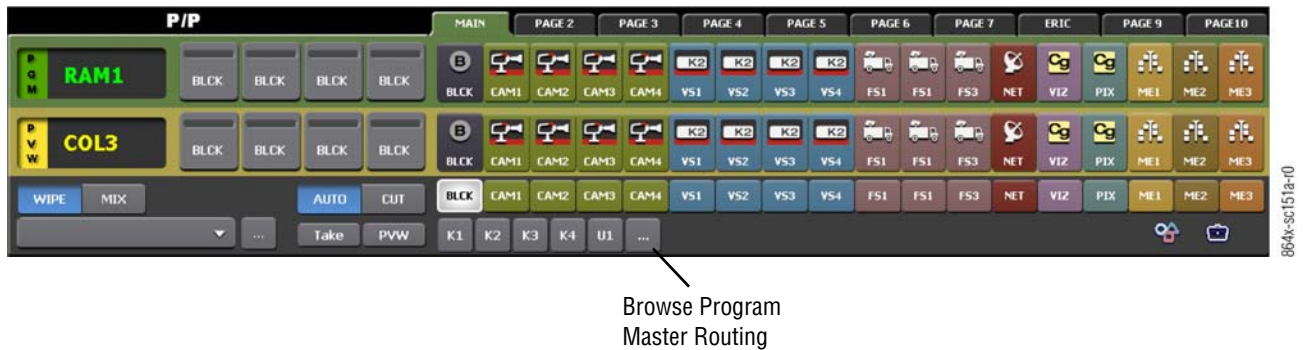 P/P MAIN PAGE 2 PAGE 3 PAGE 4 PAGE 5 PAGE 6 PAGE 7 ERIC PAGE 9 PAGE10
PGM RAM1 BLCK BLCK BLCK BLCK B BLCK CAM1 CAM2 CAM3 CAM4 K2 VS1 K2 VS2 K2 VS3 K2 VS4 FS1 FS1 FS3 NET Cg VIZ Cg PIX ME1 ME2 ME3
PVW COL3 BLCK BLCK BLCK BLCK B BLCK CAM1 CAM2 CAM3 CAM4 K2 VS1 K2 VS2 K2 VS3 K2 VS4 FS1 FS1 FS3 NET Cg VIZ Cg PIX ME1 ME2 ME3
WIPE MIX AUTO CUT BLCK CAM1 CAM2 CAM3 CAM4 VS1 VS2 VS3 VS4 FS1 FS1 FS3 NET VIZ PIX ME1 ME2 ME3
... Take PVW K1 K2 K3 K4 U1 ...
864x-sc151a-r0
Browse Program
Master Routing